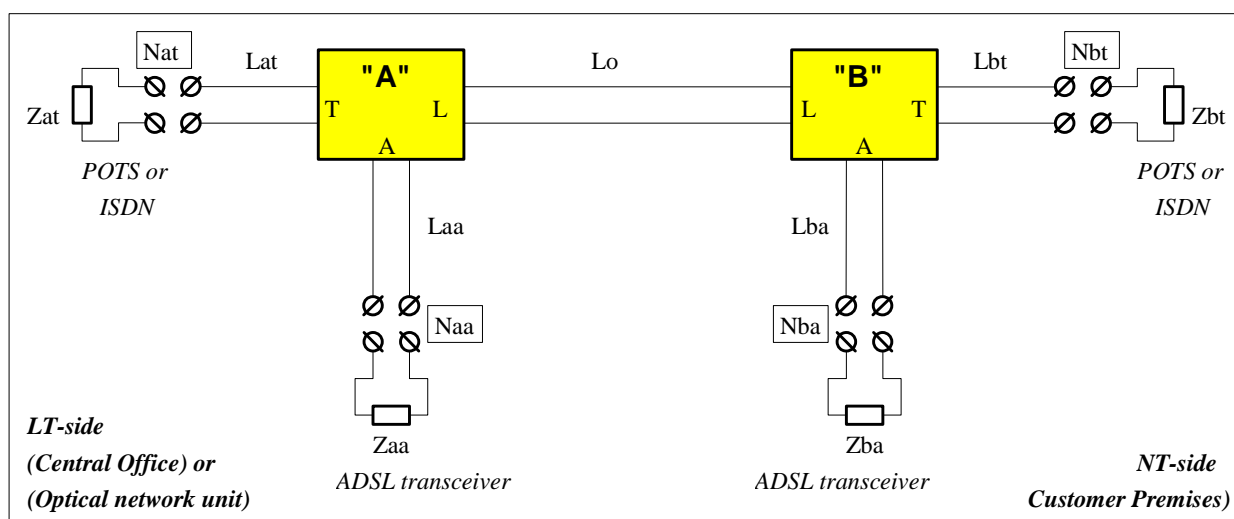 Nat
Lat
"A"
Lo
"B"
Lbt
Nbt
Zat
T
L
L
T
Zbt
A
A
POTS or
ISDN
POTS or
ISDN
Laa
Lba
Naa
Nba
Zaa
Zba
ADSL transceiver
ADSL transceiver
LT-side
(Central Office) or
(Optical network unit)
NT-side
Customer Premises)